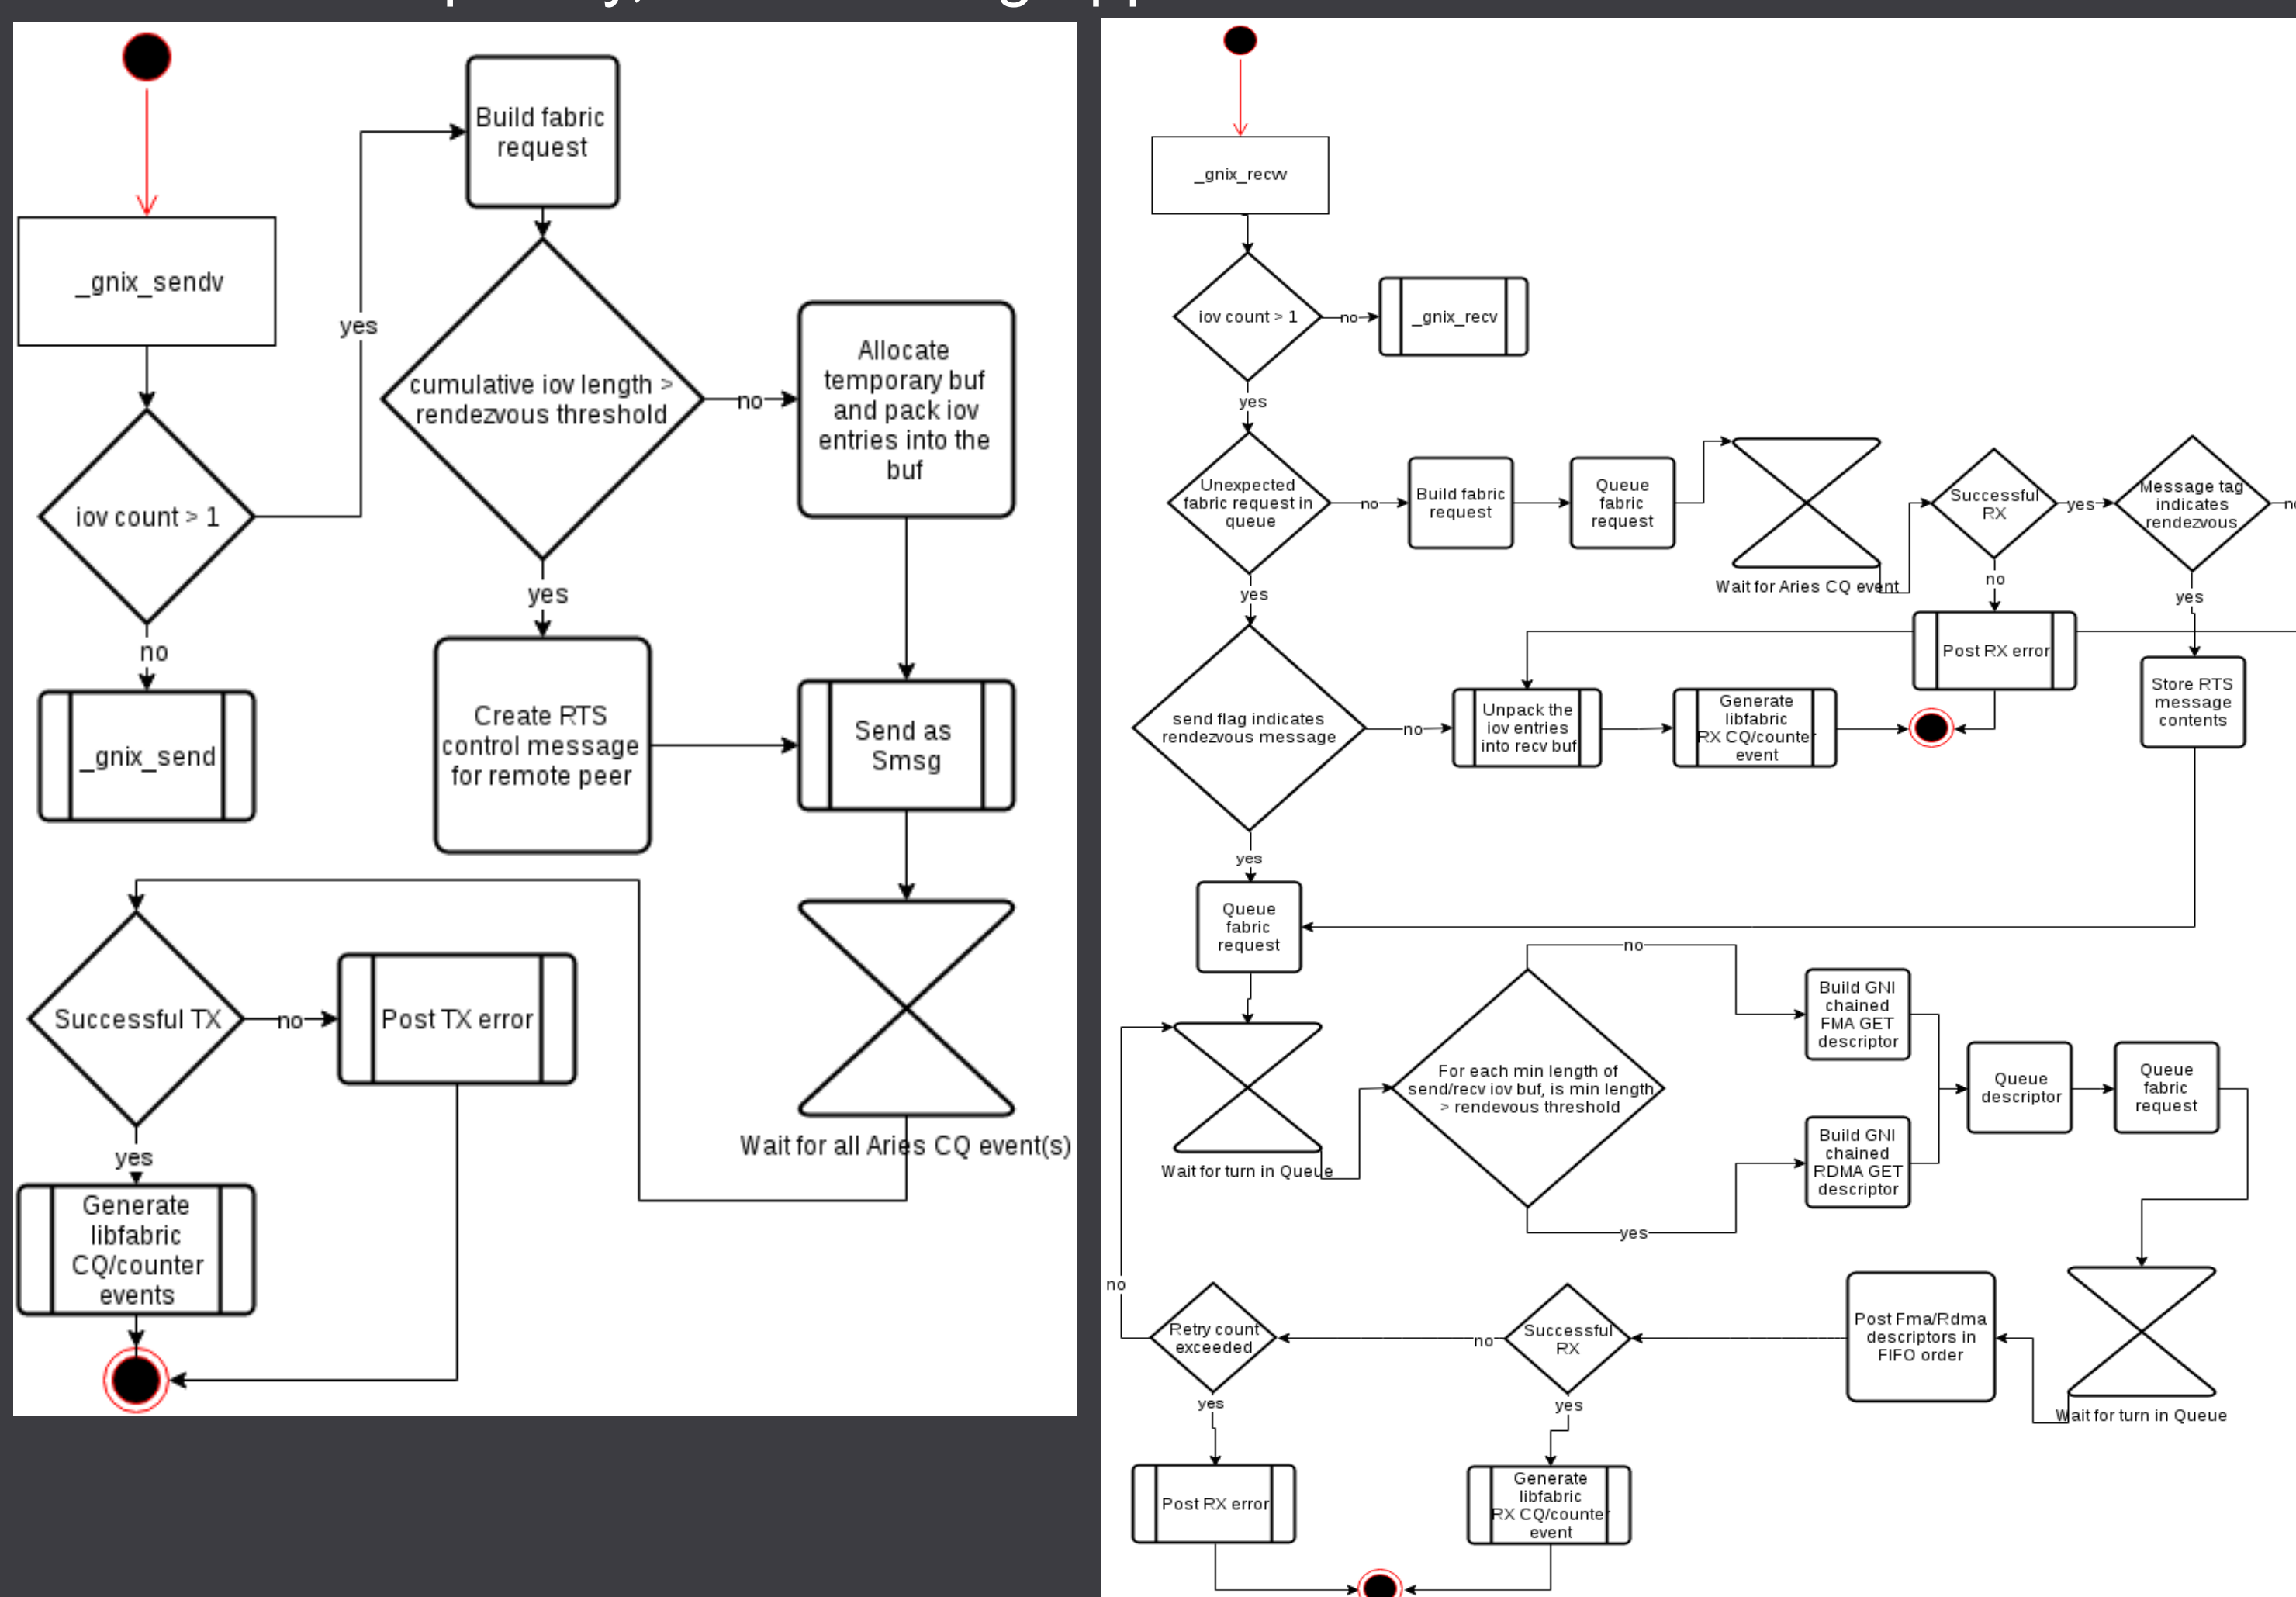 _gnix_sendv
iov count > 1
yes
no
_gnix_send
Build fabric
request
cumulative iov length >
rendezvous threshold
no
yes
Allocate
temporary buf
and pack iov
entries into the
buf
Create RTS
control message
for remote peer
Send as
Smsg
Wait for all Aries CQ event(s)
Successful TX
no
Post TX error
yes
Generate
libfabric
CQ/counter
events
_gnix_recvv
iov count > 1
no
_gnix_recv
yes
Unexpected
fabric request in
queue
no
Build fabric
request
Queue
fabric
request
Wait for Aries CQ event
Successful
RX
yes
Message tag
indicates
rendezvous
no
Post RX error
yes
Store RTS
message
contents
yes
send flag indicates
rendezvous message
no
Unpack the
iov entries
into recv buf
Generate
libfabric
RX CQ/counter
event
yes
Queue
fabric
request
Wait for turn in Queue
For each min length of
send/recv iov buf, is min length
> rendevous threshold
no
yes
Build GNI
chained
FMA GET
descriptor
Build GNI
chained
RDMA GET
descriptor
Queue
descriptor
Queue
fabric
request
Wait for turn in Queue
Post Fma/Rdma
descriptors in
FIFO order
Successful
RX
no
Retry count
exceeded
no
yes
Post RX error
yes
Generate
libfabric
RX CQ/counter
event